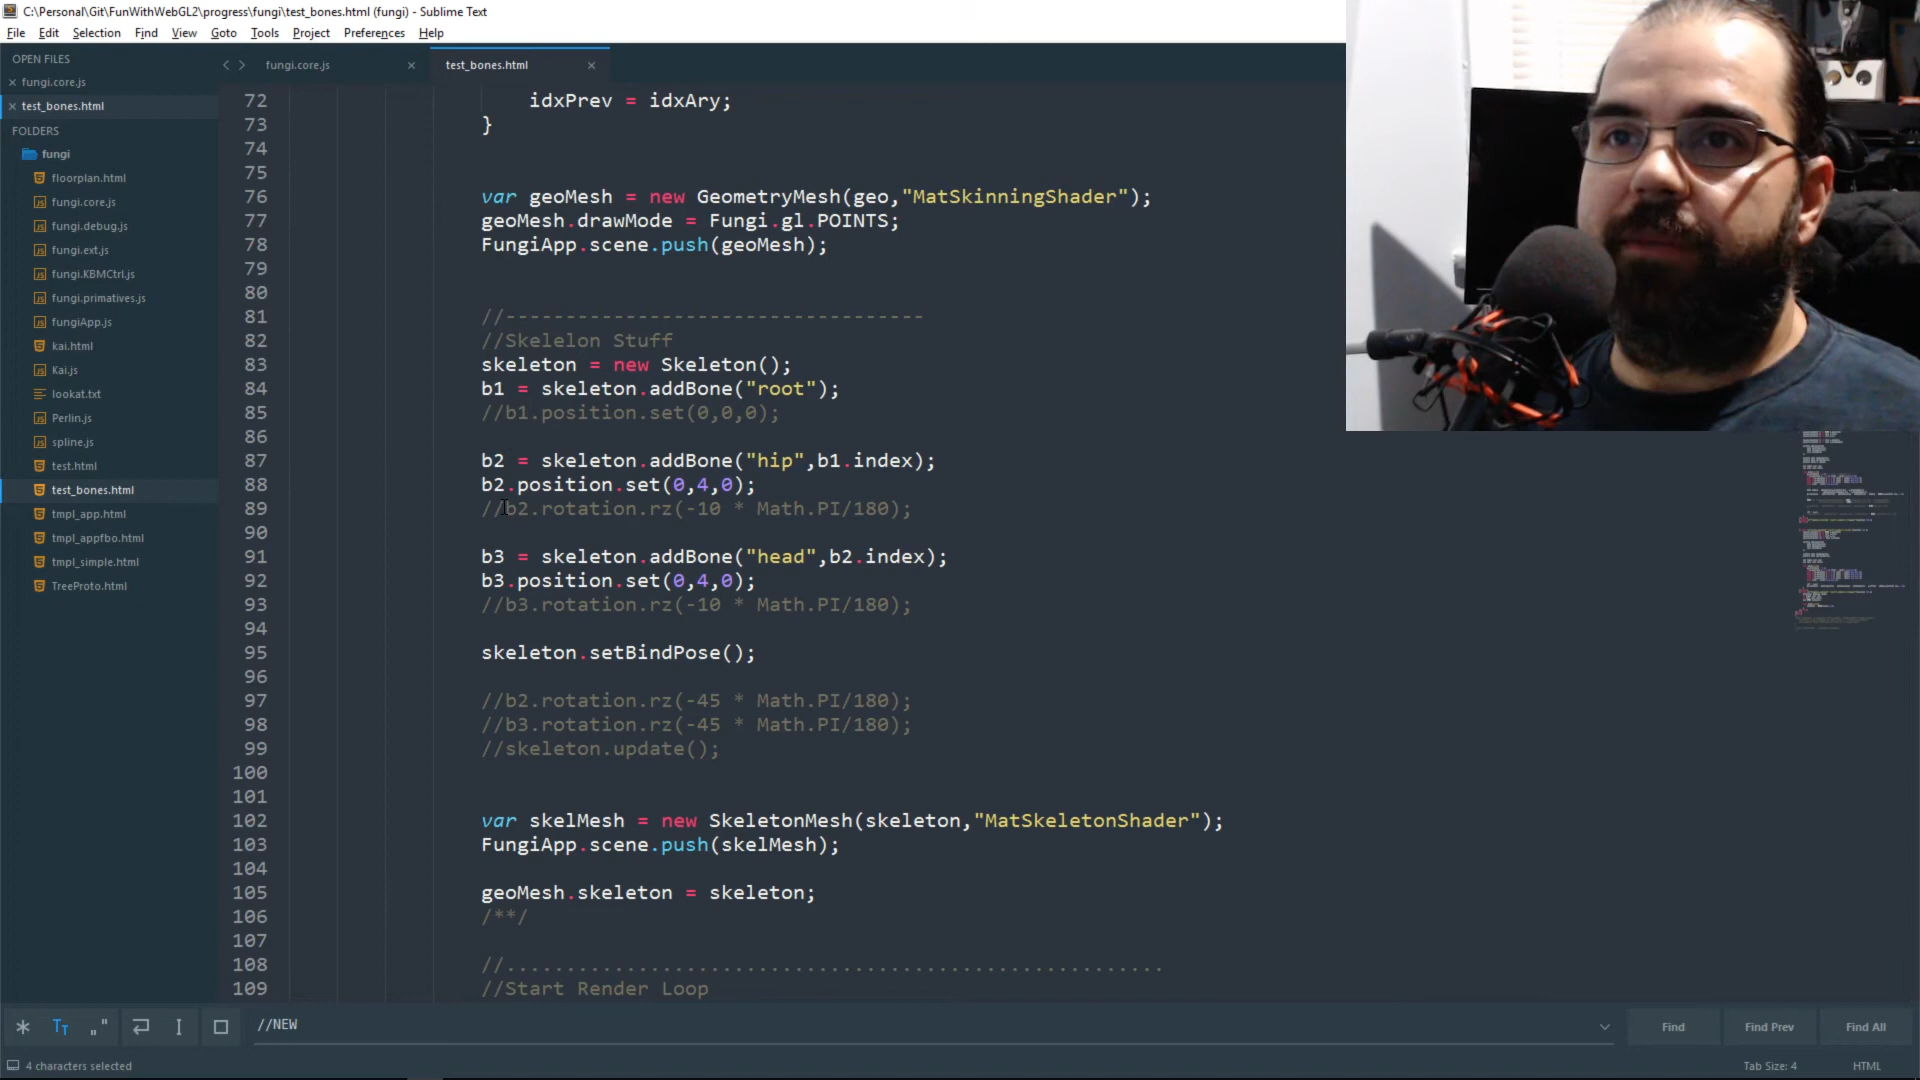 C:\Personal\Git\FunWithWebGL2\progress\fungi\test_bones.html (fungi) - Sublime Text
File Edit Selection Find View Goto Tools Project Preferences Help
OPEN FILES
fungi.core.js
test_bones.html
FOLDERS
fungi
floorplan.html
fungi.core.js
fungi.debug.js
fungi.ext.js
fungi.KBMCtrl.js
fungi.primatives.js
fungiApp.js
kai.html
Kai.js
lookat.txt
Perlin.js
spline.js
test.html
test_bones.html
tmpl_app.html
tmpl_appfbo.html
tmpl_simple.html
TreeProto.html
fungi.core.js
test_bones.html
72 idxPrev = idxAry;
73 }
74
75
76 var geoMesh = new GeometryMesh(geo,"MatSkinningShader");
77 geoMesh.drawMode = Fungi.gl.POINTS;
78 FungiApp.scene.push(geoMesh);
79
80
81 //-----------------------------------
82 //Skelelon Stuff
83 skeleton = new Skeleton();
84 b1 = skeleton.addBone("root");
85 //b1.position.set(0,0,0);
86
87 b2 = skeleton.addBone("hip",b1.index);
88 b2.position.set(0,4,0);
89 //b2.rotation.rz(-10 * Math.PI/180);
90
91 b3 = skeleton.addBone("head",b2.index);
92 b3.position.set(0,4,0);
93 //b3.rotation.rz(-10 * Math.PI/180);
94
95 skeleton.setBindPose();
96
97 //b2.rotation.rz(-45 * Math.PI/180);
98 //b3.rotation.rz(-45 * Math.PI/180);
99 //skeleton.update();
100
101
102 var skelMesh = new SkeletonMesh(skeleton,"MatSkeletonShader");
103 FungiApp.scene.push(skelMesh);
104
105 geoMesh.skeleton = skeleton;
106 /**/
107
108 //.......................................................
109 //Start Render Loop
//NEW
Find Find Prev Find All
4 characters selected
Tab Size: 4 HTML